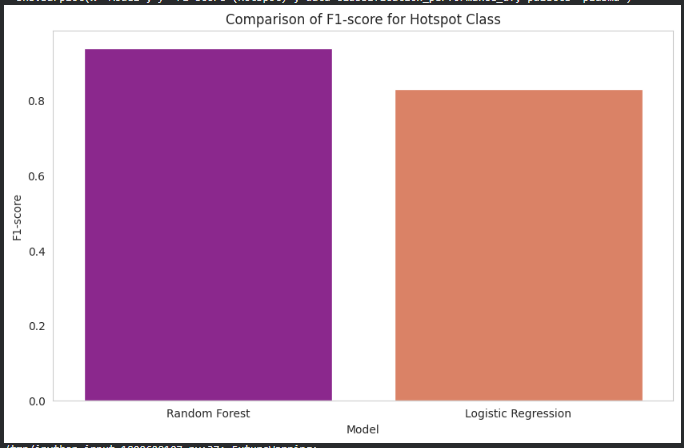 Comparison of F1-score for Hotspot Class
0.8
0.6
0.4
0.2
0.0
F1-score
Random Forest Logistic Regression
Model